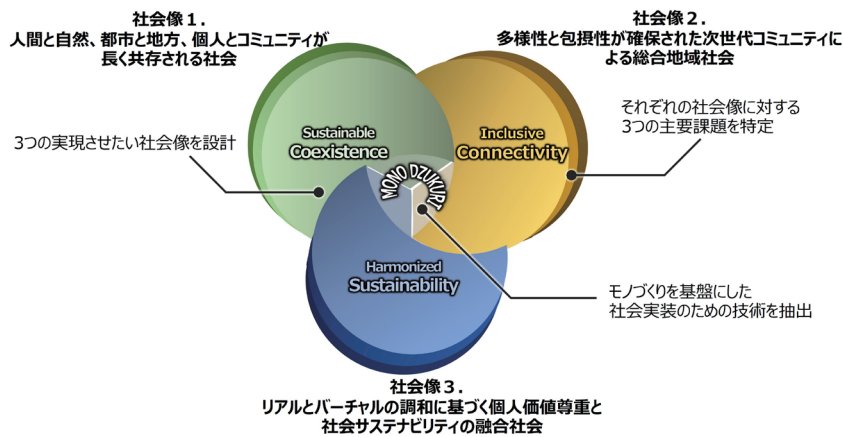 社会像１．
人間と自然、都市と地方、個人とコミュニティが
長く共存される社会
社会像２．
多様性と包摂性が確保された次世代コミュニティに
よる総合地域社会
3つの実現させたい社会像を設計
Sustainable
Coexistence
Inclusive
Connectivity
それぞれの社会像に対する
3つの主要課題を特定
MONO DZUKURI
Harmonized
Sustainability
モノづくりを基盤にした
社会実装のための技術を抽出
社会像３．
リアルとバーチャルの調和に基づく個人価値尊重と
社会サステナビリティの融合社会